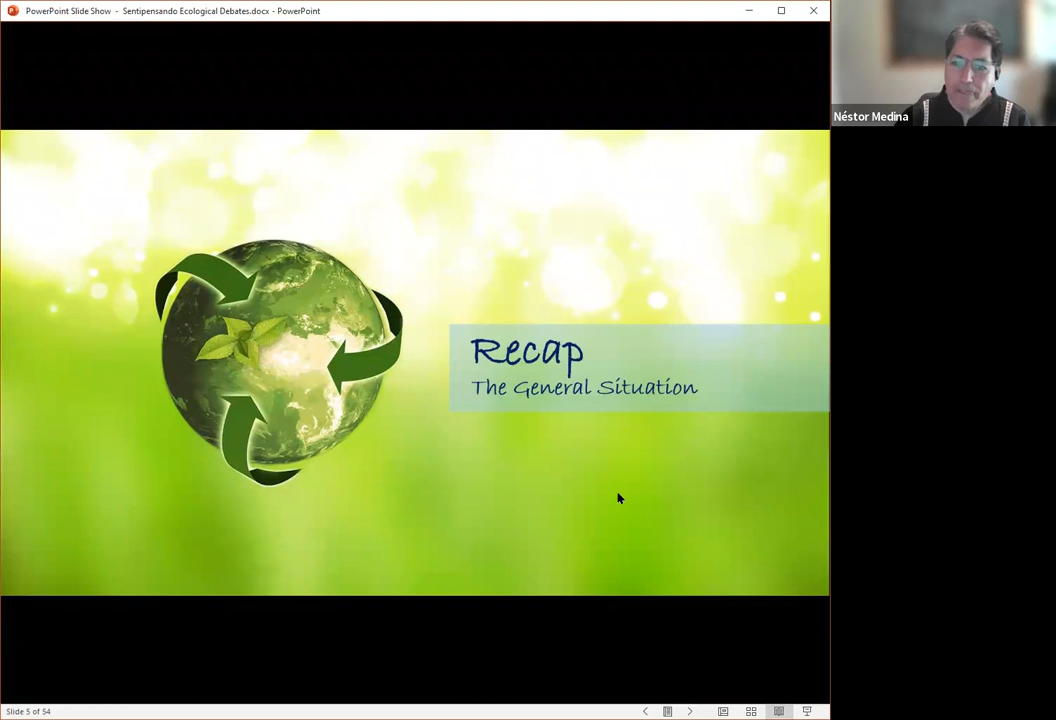 PowerPoint Slide Show - Sentipensando Ecological Debates.docx - PowerPoint
Néstor Medina
Recap
The General Situation
Slide 5 of 54